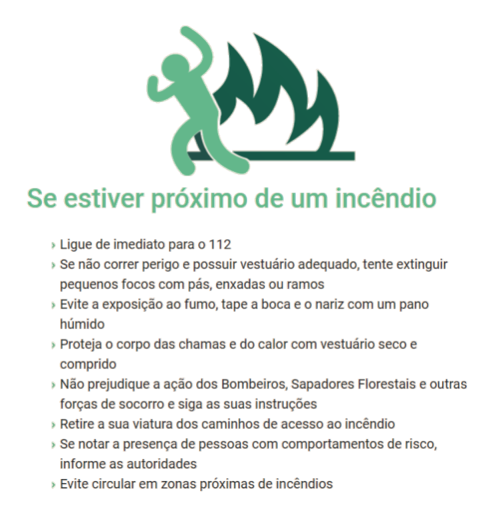 Se estiver próximo de um incêndio
› Ligue de imediato para o 112
› Se não correr perigo e possuir vestuário adequado, tente extinguir
pequenos focos com pás, enxadas ou ramos
› Evite a exposição ao fumo, tape a boca e o nariz com um pano
húmido
› Proteja o corpo das chamas e do calor com vestuário seco e
comprido
› Não prejudique a ação dos Bombeiros, Sapadores Florestais e outras
forças de socorro e siga as suas instruções
› Retire a sua viatura dos caminhos de acesso ao incêndio
› Se notar a presença de pessoas com comportamentos de risco,
informe as autoridades
› Evite circular em zonas próximas de incêndios